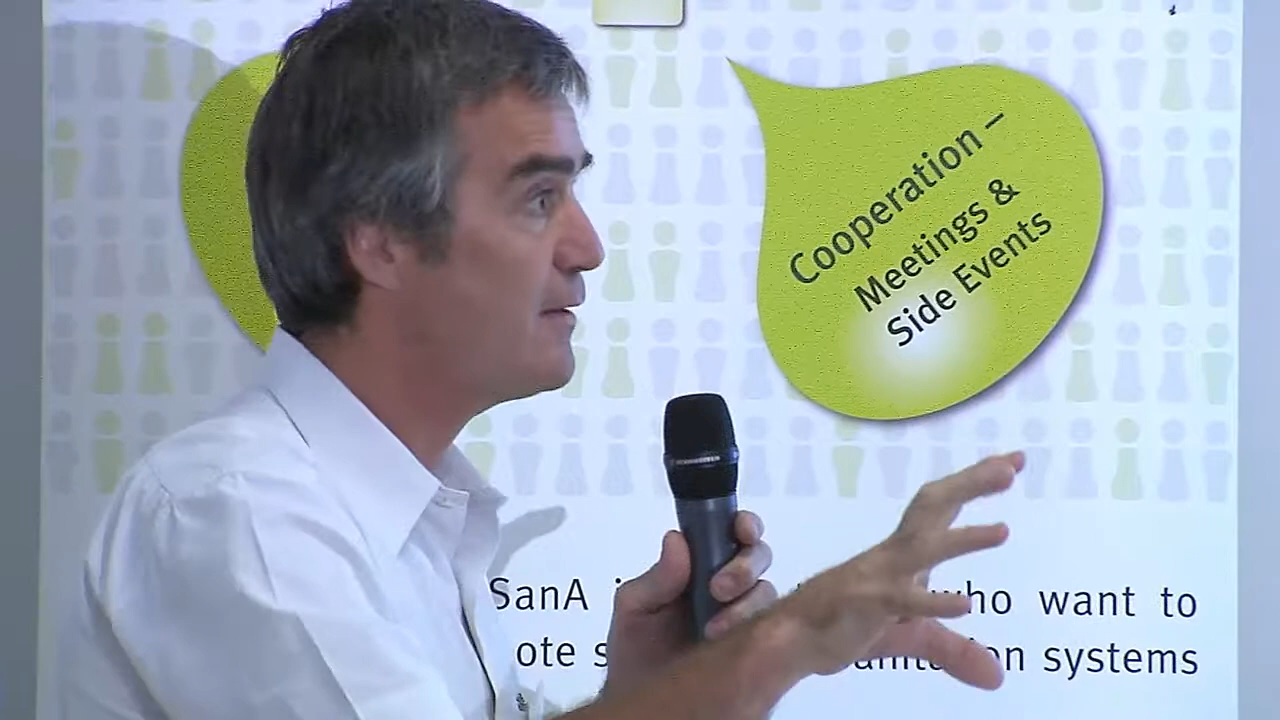 Cooperation –
Meetings &
Side Events
SanA who want to
ote systems